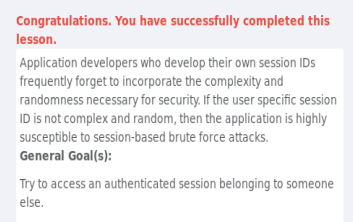 Congratulations. You have successfully completed this
lesson.
Application developers who develop their own session IDs
frequently forget to incorporate the complexity and
randomness necessary for security. If the user specific session
ID is not complex and random, then the application is highly
susceptible to session-based brute force attacks.
General Goal(s):
Try to access an authenticated session belonging to someone
else.